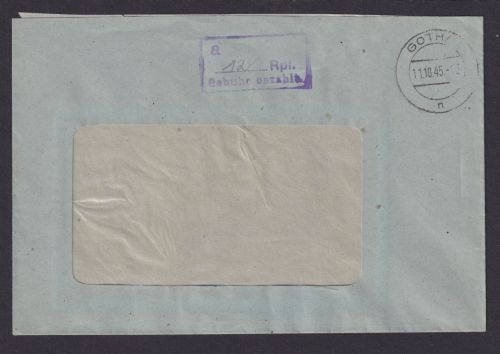 a
12 Rpf.
Gebühr bezahlt
GOTHA
11.10.45.
n